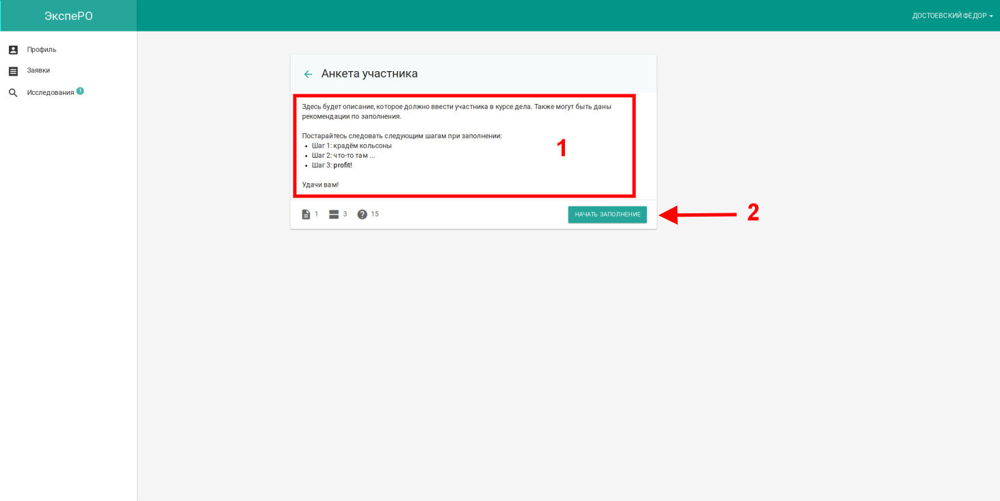 ЭкспеРО
ДОСТОЕВСКИЙ ФЁДОР
Профиль
Заявки
Исследования 1
Анкета участника
Здесь будет описание, которое должно ввести участника в курсе дела. Также могут быть даны
рекомендации по заполнения.
Постарайтесь следовать следующим шагам при заполнении:
• Шаг 1: крадём кольсоны
• Шаг 2: что-то там ...
• Шаг 3: profit!
Удачи вам!
1
1 3 15
НАЧАТЬ ЗАПОЛНЕНИЕ
2